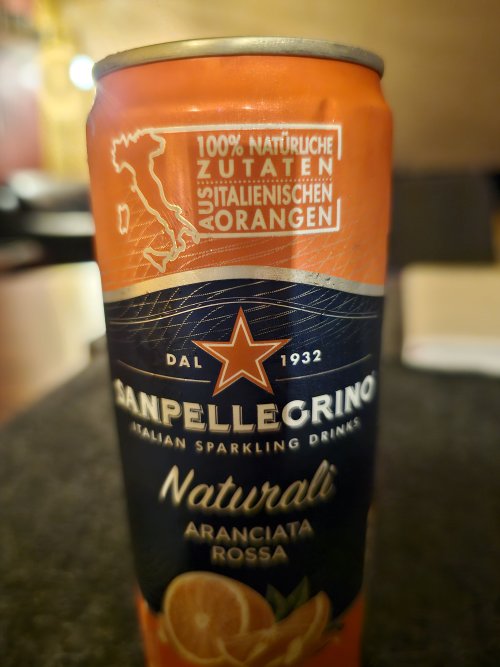 100% NATÜRLICHE
ZUTATEN
AUS ITALIENISCHEN
ORANGEN
DAL 1932
SANPELLEGRINO
ITALIAN SPARKLING DRINKS
Naturali
ARANCIATA
ROSSA